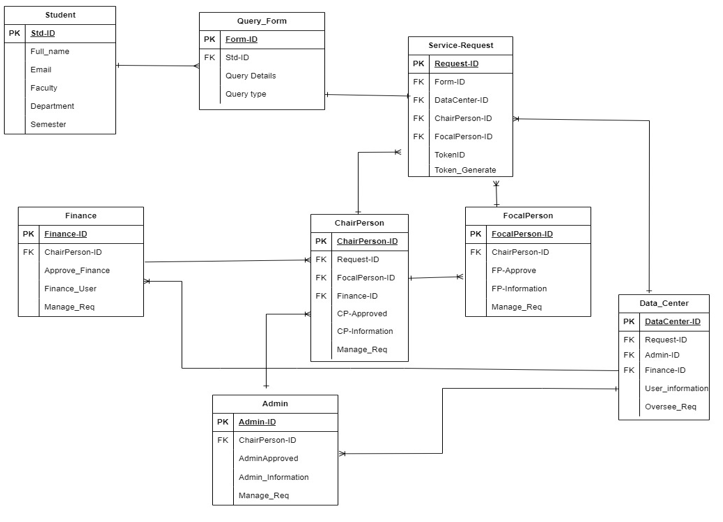 Student
PK Std-ID
Full_name
Email
Faculty
Department
Semester
Query_Form
PK Form-ID
FK Std-ID
Query Details
Query type
Service-Request
PK Request-ID
FK Form-ID
FK DataCenter-ID
FK ChairPerson-ID
FK FocalPerson-ID
TokenID
Token_Generate
Finance
PK Finance-ID
FK ChairPerson-ID
Approve_Finance
Finance_User
Manage_Req
ChairPerson
PK ChairPerson-ID
FK Request-ID
FK FocalPerson-ID
FK Finance-ID
CP-Approved
CP-Information
Manage_Req
FocalPerson
PK FocalPerson-ID
FK ChairPerson-ID
FP-Approve
FP-Information
Manage_Req
Data_Center
PK DataCenter-ID
FK Request-ID
FK Admin-ID
FK Finance-ID
User_information
Oversee_Req
Admin
PK Admin-ID
FK ChairPerson-ID
AdminApproved
Admin_Information
Manage_Req